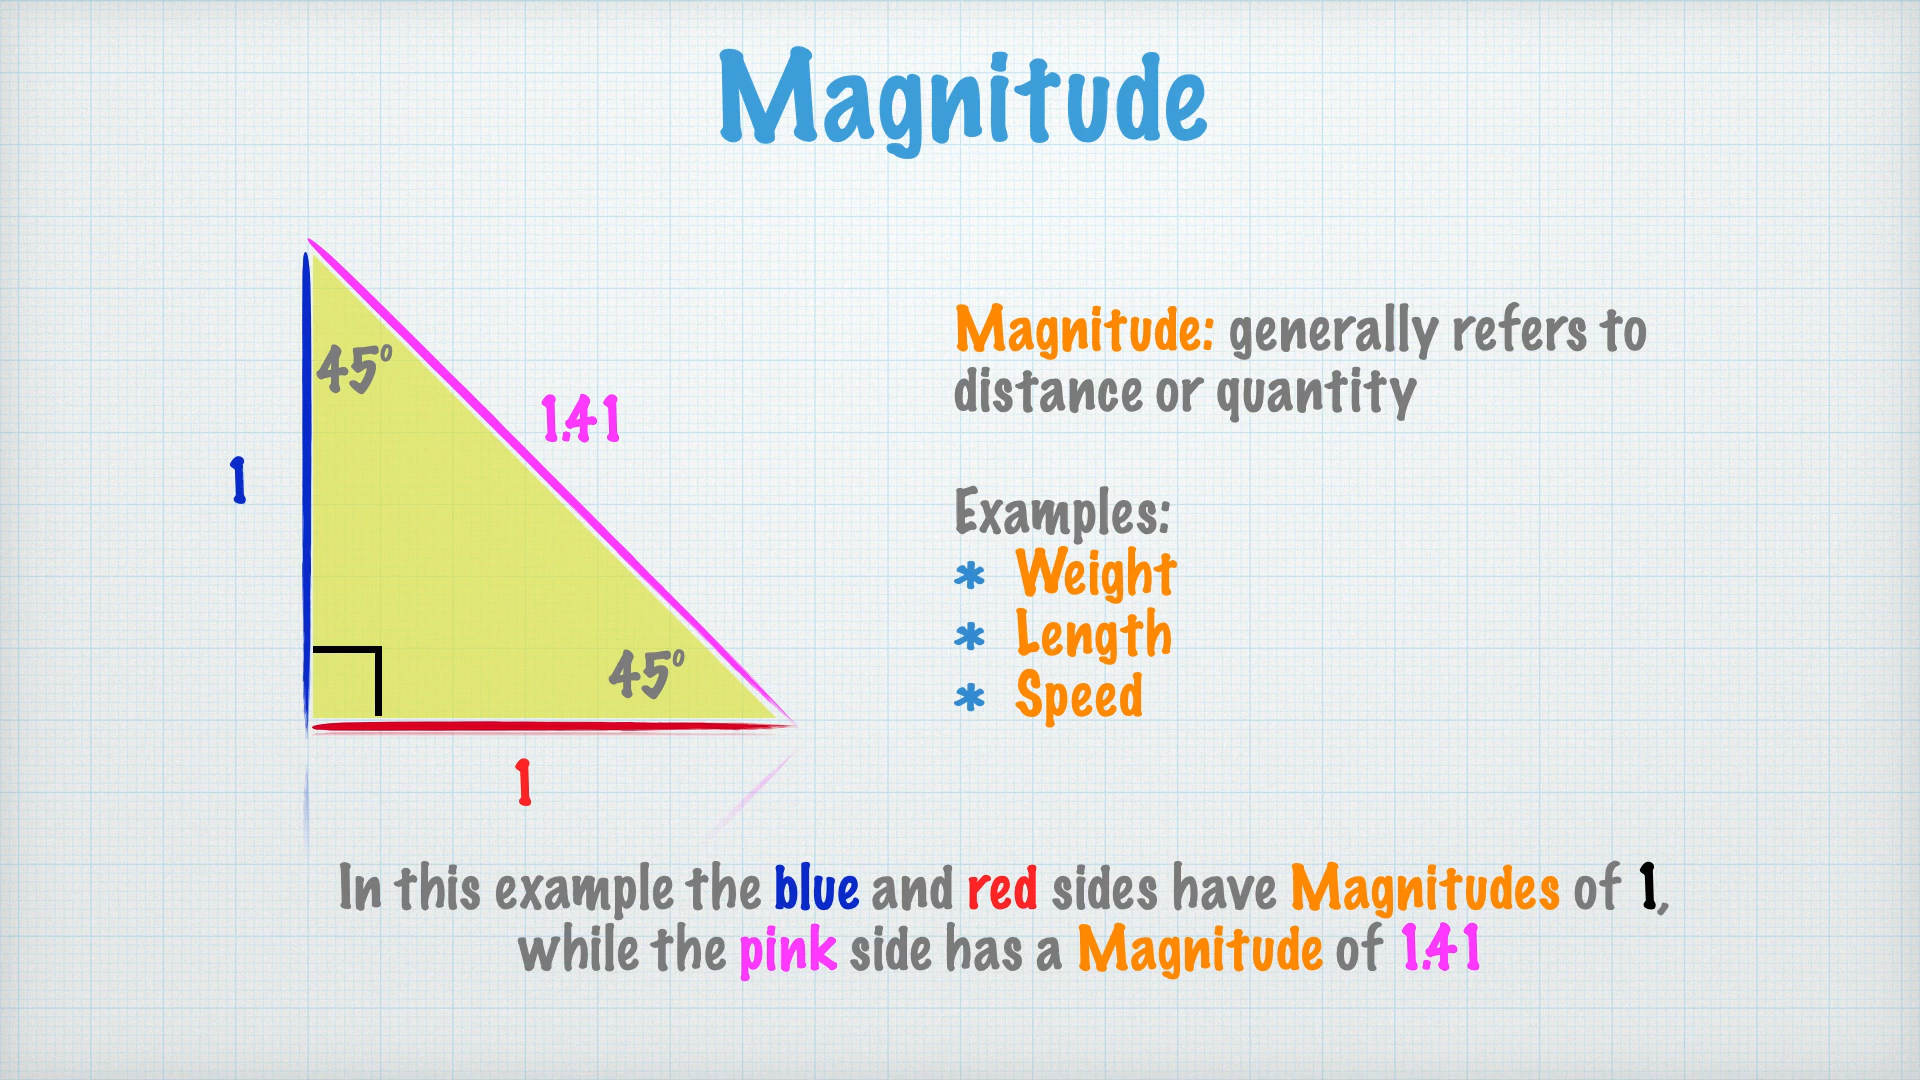 Magnitude
45°
1.41
1
45°
1
Magnitude: generally refers to
distance or quantity
Examples:
* Weight
* Length
* Speed
In this example the blue and red sides have Magnitudes of 1,
while the pink side has a Magnitude of 1.41